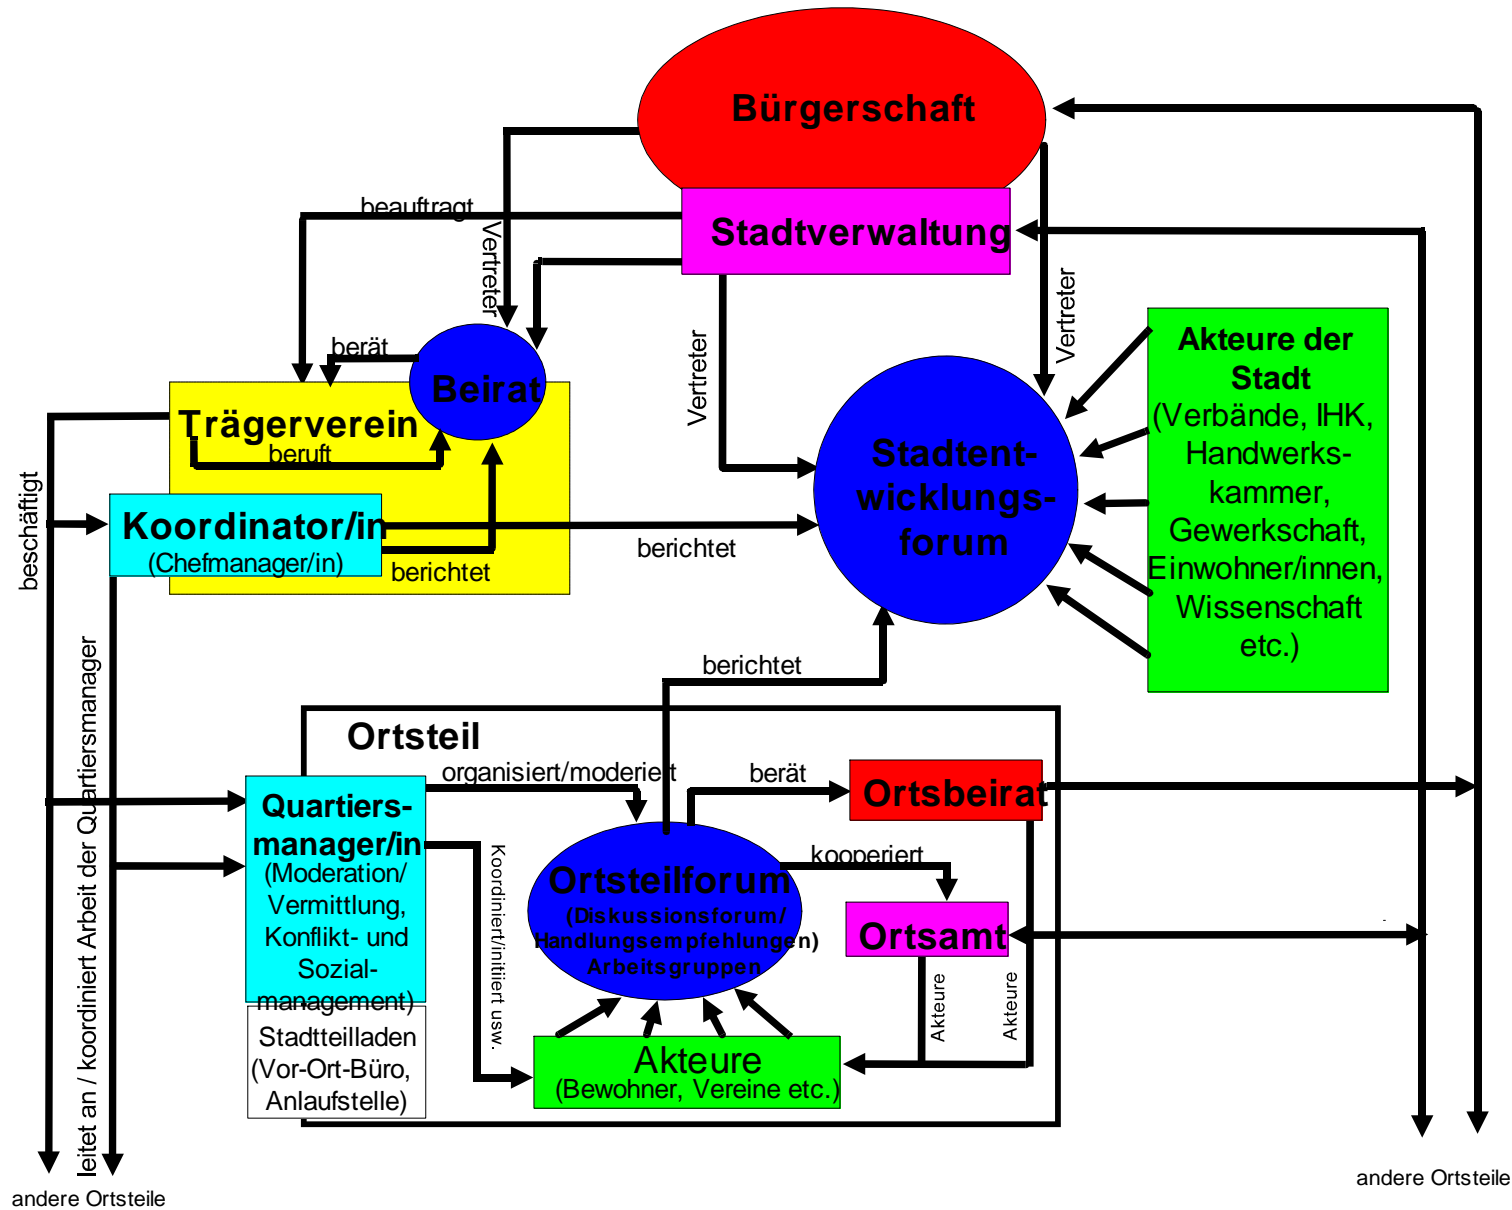 Bürgerschaft
beauftragt
Stadtverwaltung
Vertreter
Vertreter
Vertreter
berät
Beirat
Trägerverein
beruft
beschäftigt
Koordinator/in
(Chefmanager/in)
berichtet
berichtet
Stadtent-
wicklungs-
forum
Akteure der
Stadt
(Verbände, IHK,
Handwerks-
kammer,
Gewerkschaft,
Einwohner/innen,
Wissenschaft
etc.)
berichtet
leitet an / koordiniert Arbeit der Quartiersmanager
Ortsteil
organisiert/moderiert
berät
Ortsbeirat
Quartiers-
manager/in
(Moderation/
Vermittlung,
Konflikt- und
Sozial-
management)
Koordiniert/initiiert usw.
kooperiert
Ortsteilforum
(Diskussionsforum/
Handlungsempfehlungen)
Arbeitsgruppen
Ortsamt
Akteure
Akteure
Stadtteilladen
(Vor-Ort-Büro,
Anlaufstelle)
Akteure
(Bewohner, Vereine etc.)
andere Ortsteile
andere Ortsteile